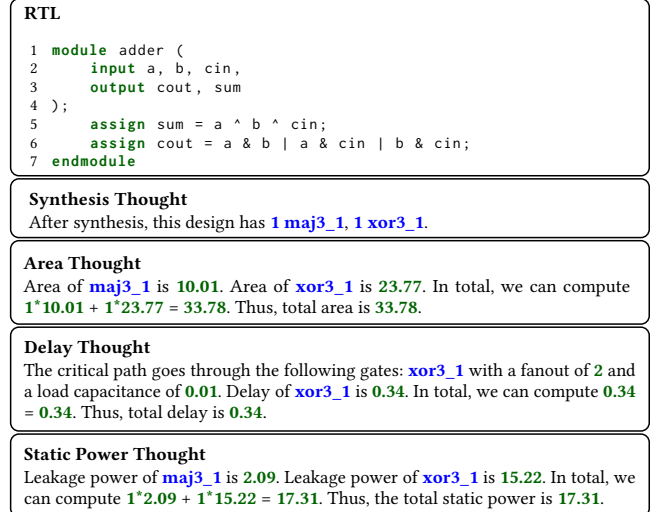 RTL
1 module adder (
2     input a, b, cin,
3     output cout, sum
4 );
5     assign sum = a ^ b ^ cin;
6     assign cout = a & b | a & cin | b & cin;
7 endmodule
Synthesis Thought
After synthesis, this design has 1 maj3_1, 1 xor3_1.
Area Thought
Area of maj3_1 is 10.01. Area of xor3_1 is 23.77. In total, we can compute
1*10.01 + 1*23.77 = 33.78. Thus, total area is 33.78.
Delay Thought
The critical path goes through the following gates: xor3_1 with a fanout of 2 and
a load capacitance of 0.01. Delay of xor3_1 is 0.34. In total, we can compute 0.34
= 0.34. Thus, total delay is 0.34.
Static Power Thought
Leakage power of maj3_1 is 2.09. Leakage power of xor3_1 is 15.22. In total, we
can compute 1*2.09 + 1*15.22 = 17.31. Thus, the total static power is 17.31.